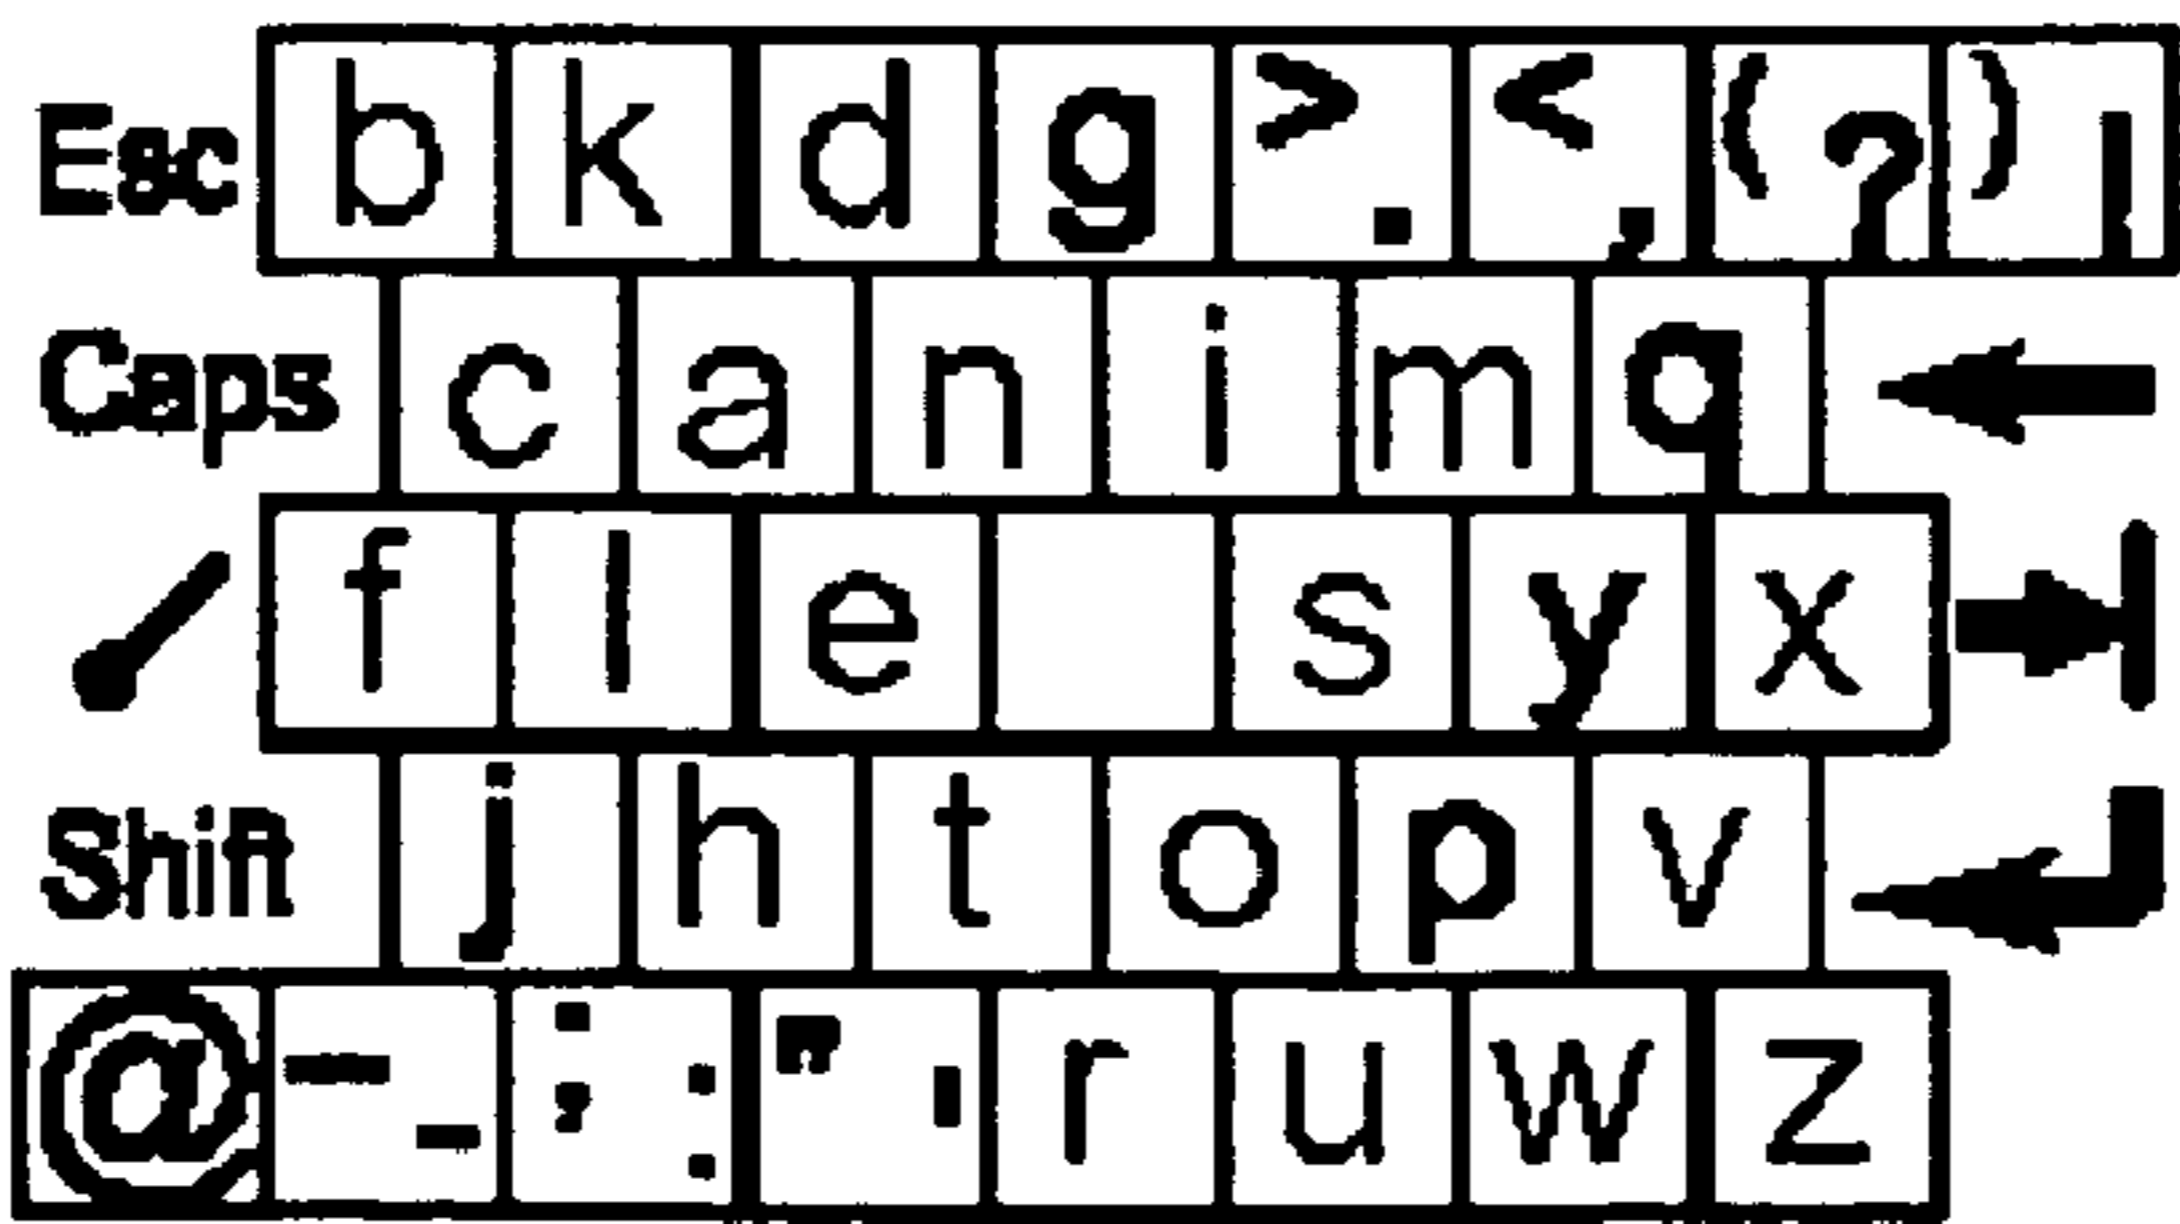 Esc b k d g > . < , ( ? ) !
Caps c a n i m q
f l e s y x
Shift j h t o p v
@ - _ ; : " ' r u w z